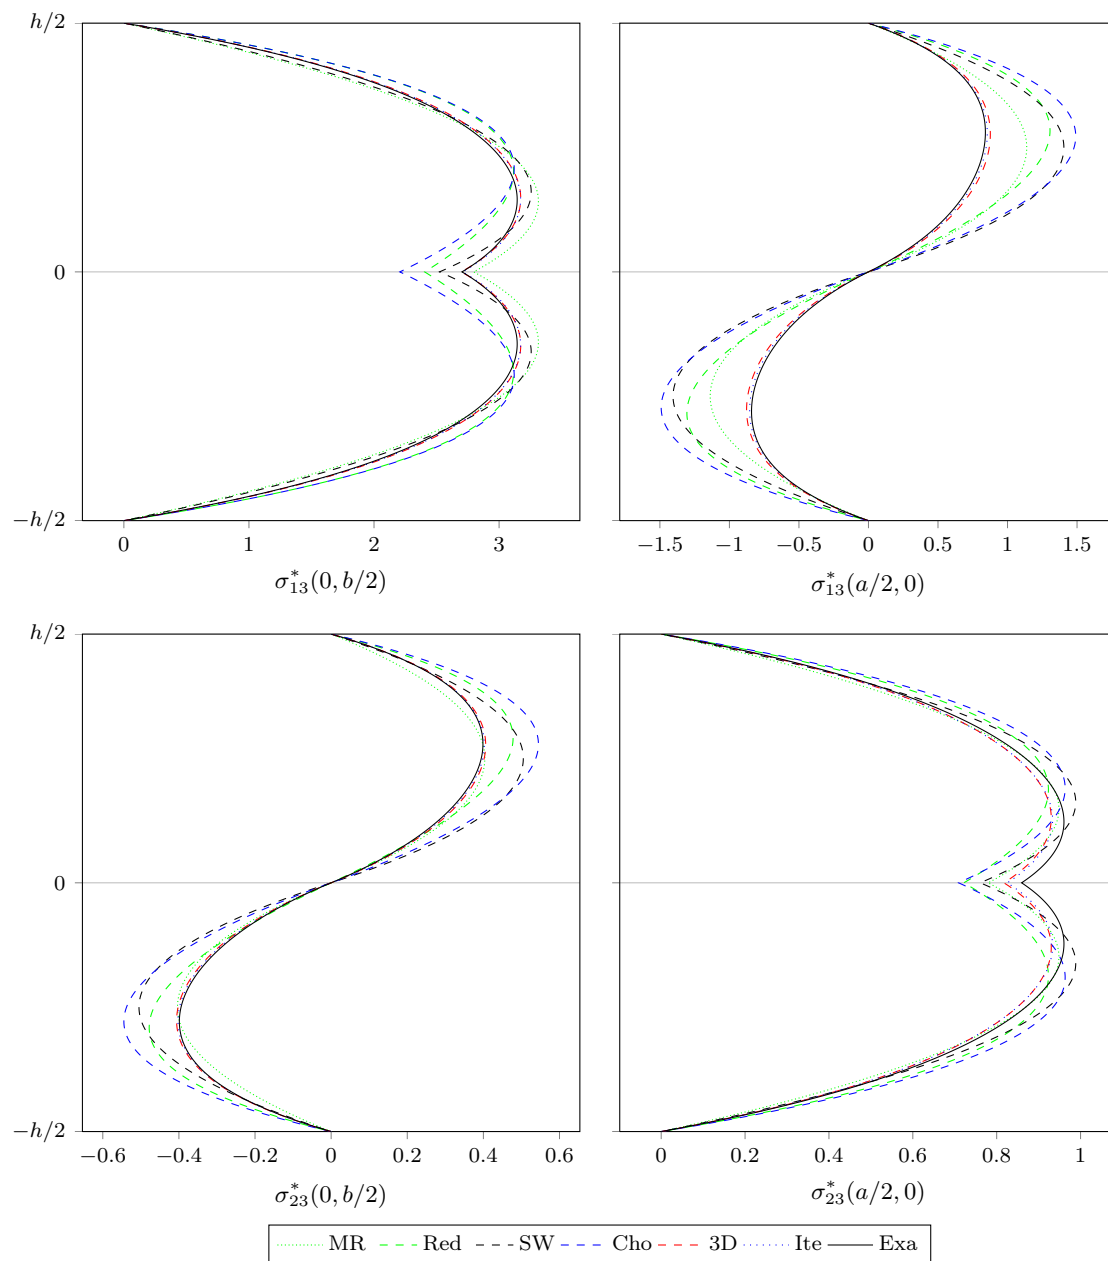 h/2
0
−h/2
0 1 2 3
−1.5 −1 −0.5 0 0.5 1 1.5
σ*₁₃(0, b/2)
σ*₁₃(a/2, 0)
h/2
0
−h/2
−0.6 −0.4 −0.2 0 0.2 0.4 0.6
0 0.2 0.4 0.6 0.8 1
σ*₂₃(0, b/2)
σ*₂₃(a/2, 0)
MR Red SW Cho 3D Ite Exa